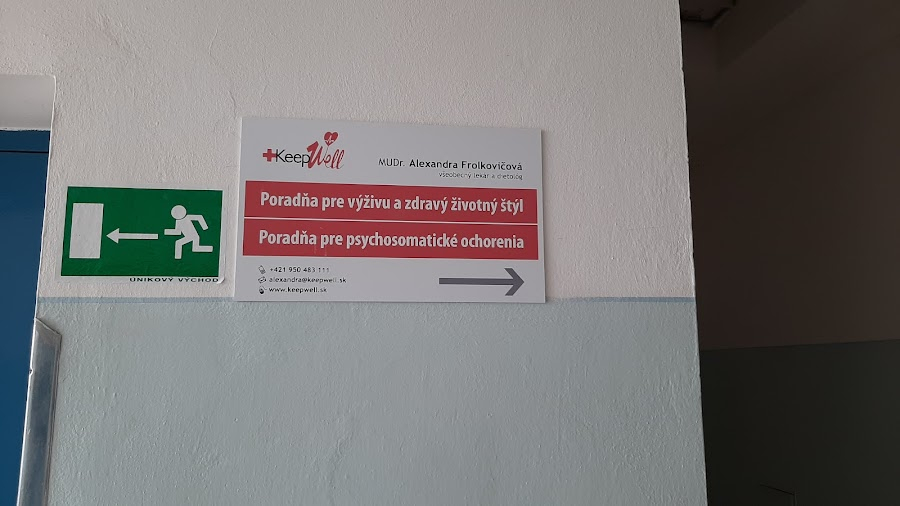 KeepWell
MUDr. Alexandra Frolkovičová
všeobecný lekár a dietológ
Poradňa pre výživu a zdravý životný štýl
Poradňa pre psychosomatické ochorenia
+421 950 483 111
alexandra@keepwell.sk
www.keepwell.sk
ÚNIKOVÝ VÝCHOD